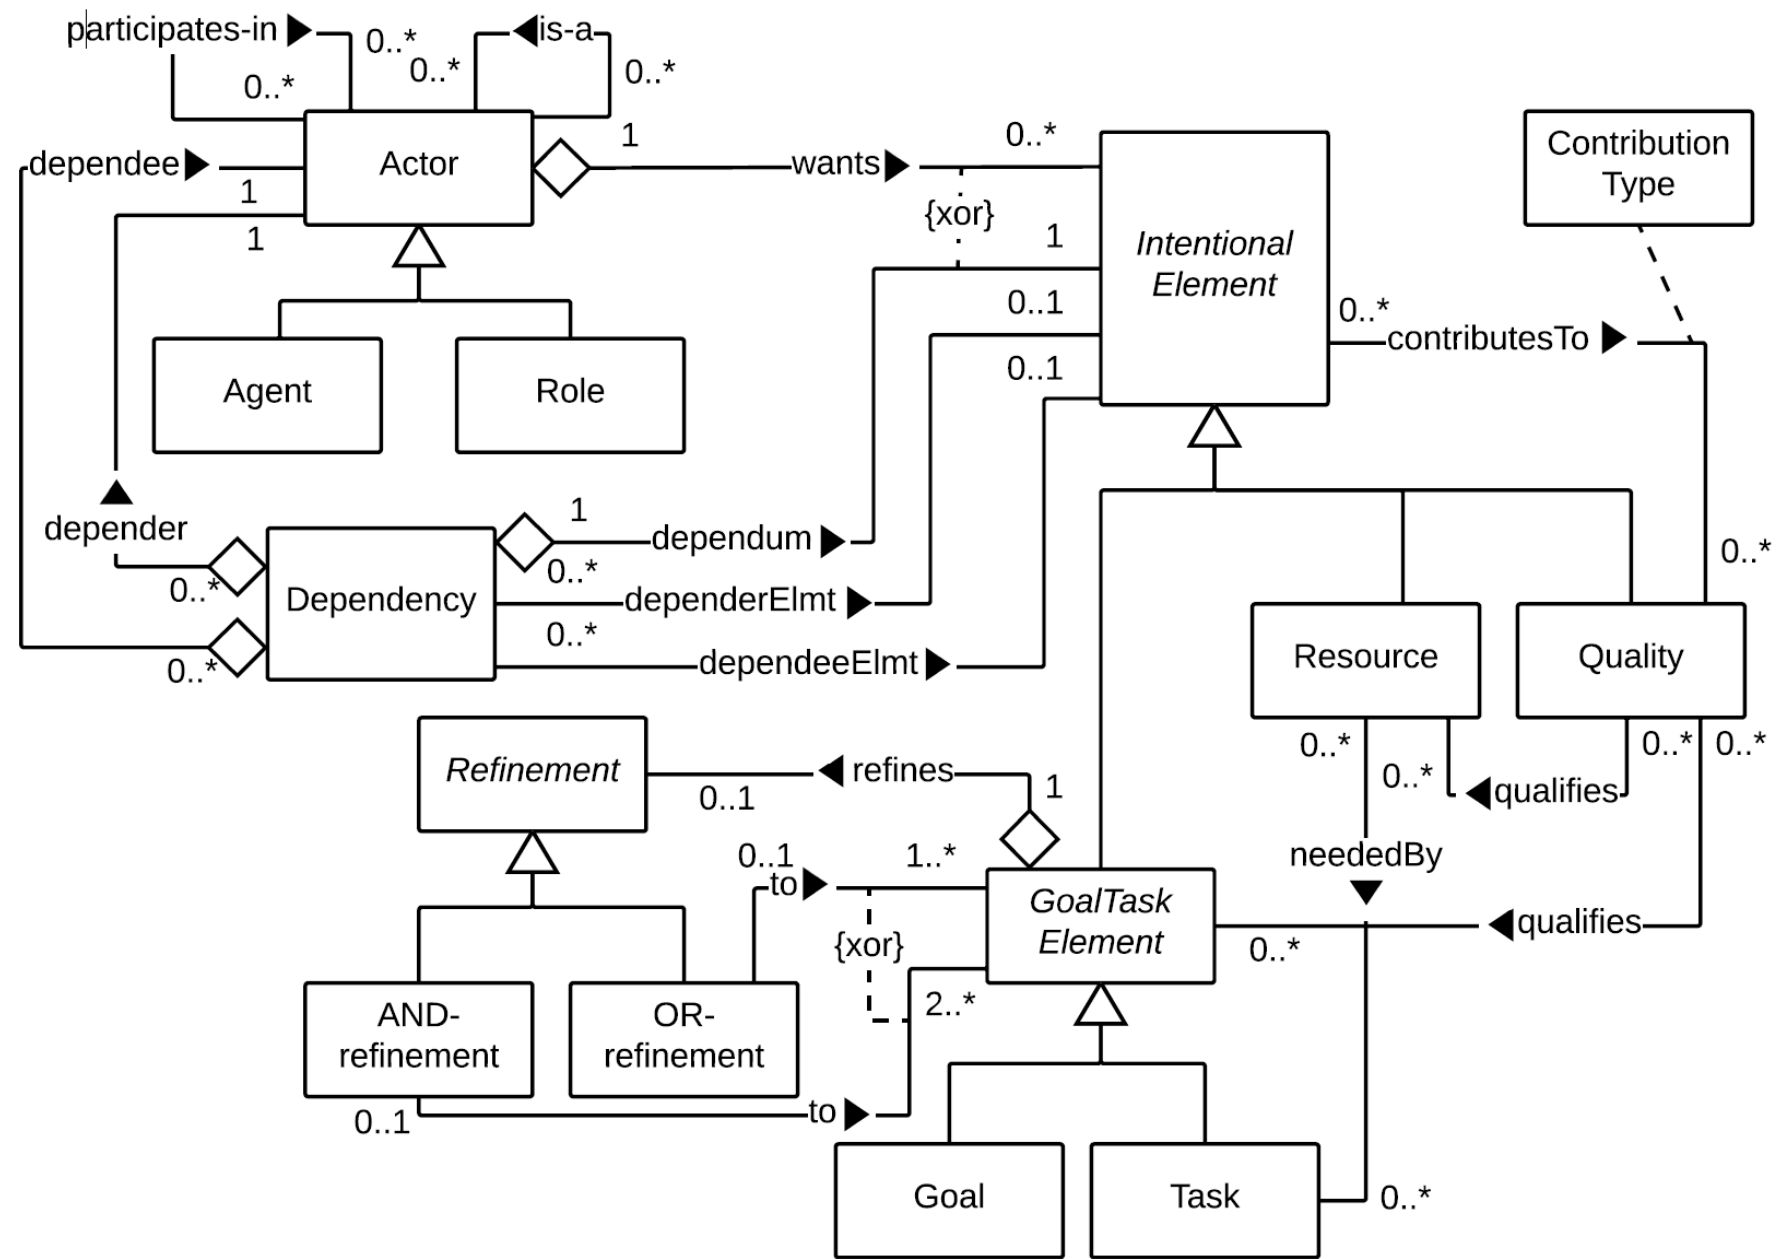 participates-in
0..*
0..*
is-a
0..*
0..*
dependee
1
Actor
1
wants
0..*
1
{xor}
Intentional
Element
1
0..1
0..1
Contribution
Type
0..*
contributesTo
0..*
Agent
Role
depender
0..*
0..*
Dependency
1
dependum
0..*
dependerElmt
0..*
dependeeElmt
Resource
Quality
0..*
0..*
0..*
0..*
qualifies
Refinement
0..1
refines
1
neededBy
0..1
to
1..*
{xor}
2..*
GoalTask
Element
0..*
qualifies
AND-
refinement
OR-
refinement
0..1
to
Goal
Task
0..*